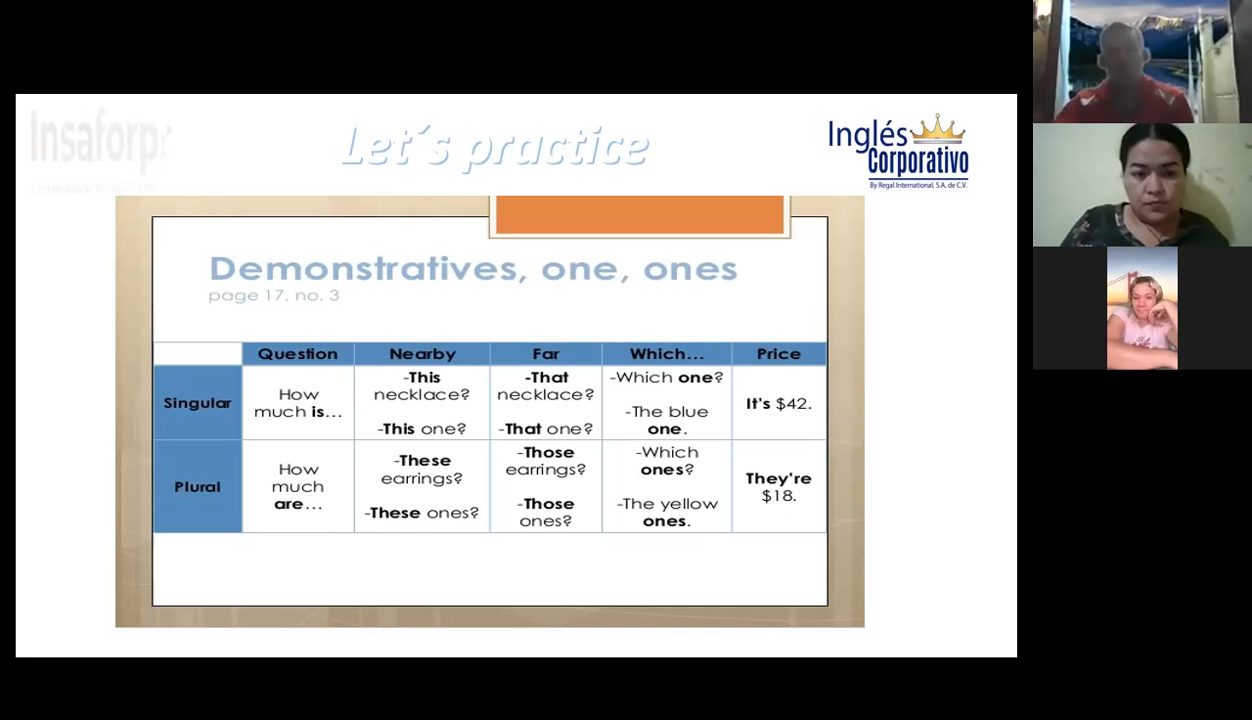 Insaforp
Let´s practice
Inglés
Corporativo
By Regal International, S.A. de C.V.
Demonstratives, one, ones
page 17, no. 3
Question Nearby Far Which... Price
Singular
How
much is...
-This
necklace?
-This one?
-That
necklace?
-That one?
-Which one?
-The blue
one.
It's $42.
Plural
How
much
are...
-These
earrings?
-These ones?
-Those
earrings?
-Those
ones?
-Which
ones?
-The yellow
ones.
They're
$18.